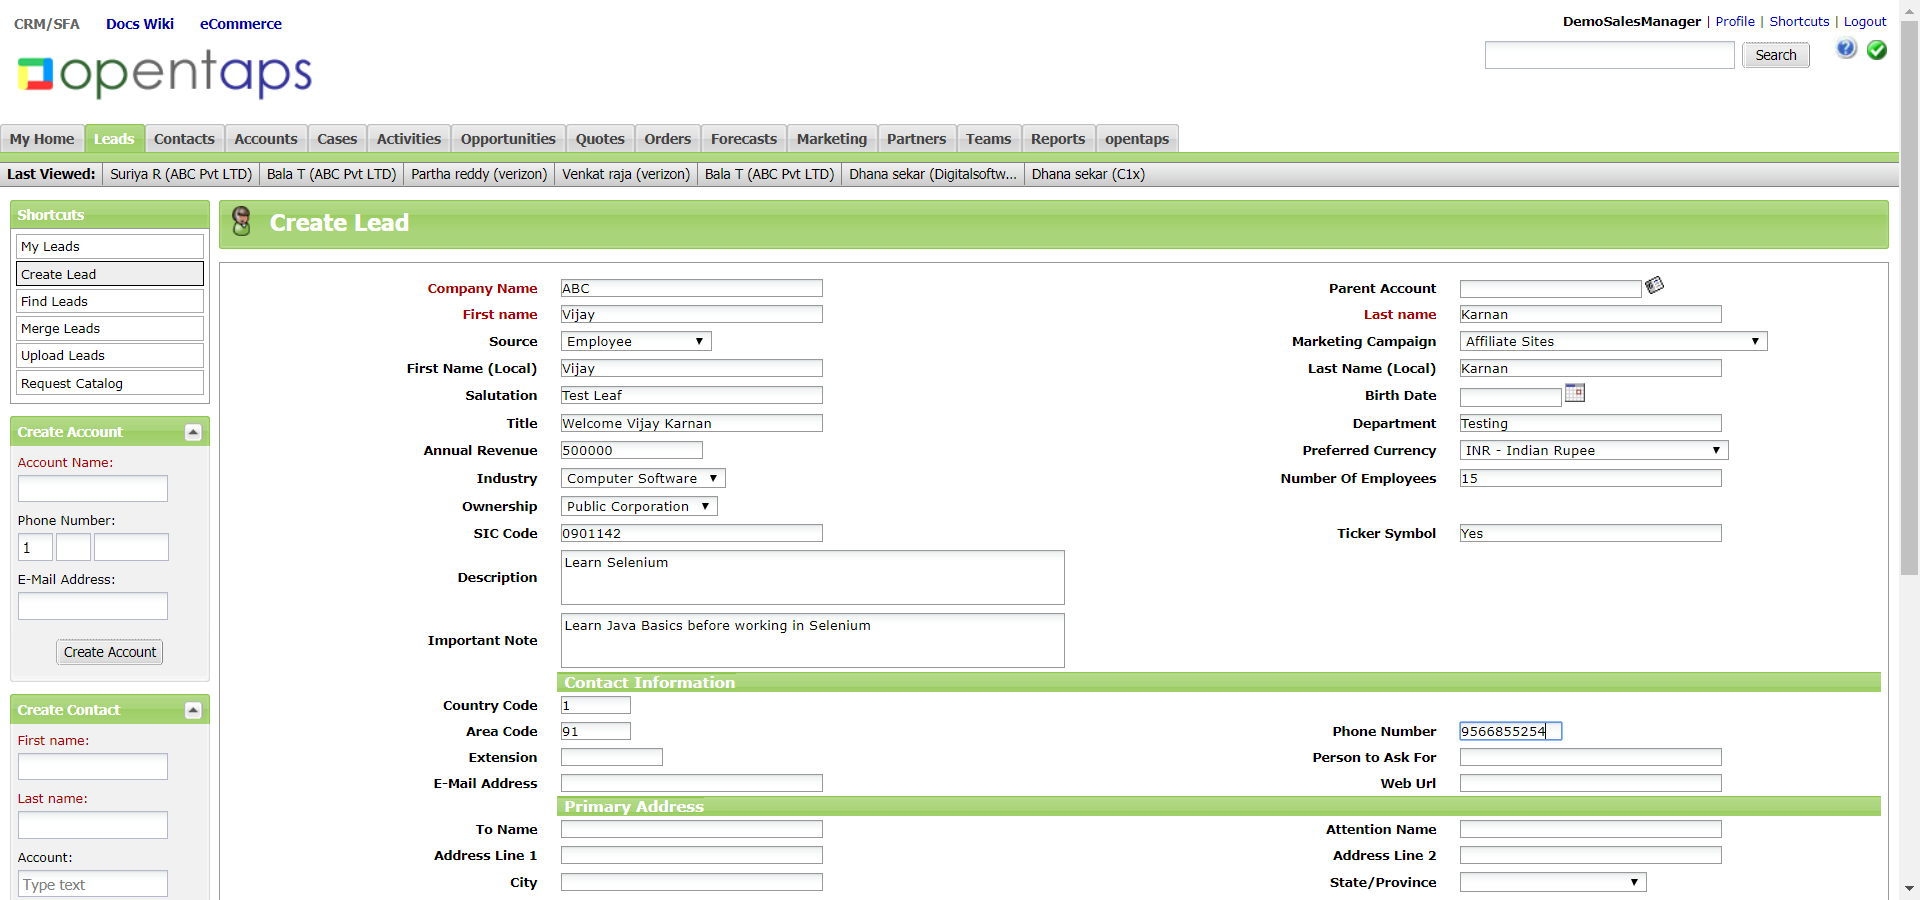 CRM/SFA Docs Wiki eCommerce
DemoSalesManager | Profile | Shortcuts | Logout
opentaps
Search
My Home Leads Contacts Accounts Cases Activities Opportunities Quotes Orders Forecasts Marketing Partners Teams Reports opentaps
Last Viewed: Suriya R (ABC Pvt LTD) Bala T (ABC Pvt LTD) Partha reddy (verizon) Venkat raja (verizon) Bala T (ABC Pvt LTD) Dhana sekar (Digitalsoftw... Dhana sekar (C1x)
Shortcuts
My Leads
Create Lead
Find Leads
Merge Leads
Upload Leads
Request Catalog
Create Account
Account Name:
Phone Number:
1
E-Mail Address:
Create Account
Create Contact
First name:
Last name:
Account:
Type text
Create Lead
Company Name ABC Parent Account
First name Vijay Last name Karnan
Source Employee Marketing Campaign Affiliate Sites
First Name (Local) Vijay Last Name (Local) Karnan
Salutation Test Leaf Birth Date
Title Welcome Vijay Karnan Department Testing
Annual Revenue 500000 Preferred Currency INR - Indian Rupee
Industry Computer Software Number Of Employees 15
Ownership Public Corporation
SIC Code 0901142 Ticker Symbol Yes
Description Learn Selenium
Important Note Learn Java Basics before working in Selenium
Contact Information
Country Code 1
Area Code 91 Phone Number 9566855254
Extension Person to Ask For
E-Mail Address Web Url
Primary Address
To Name Attention Name
Address Line 1 Address Line 2
City State/Province